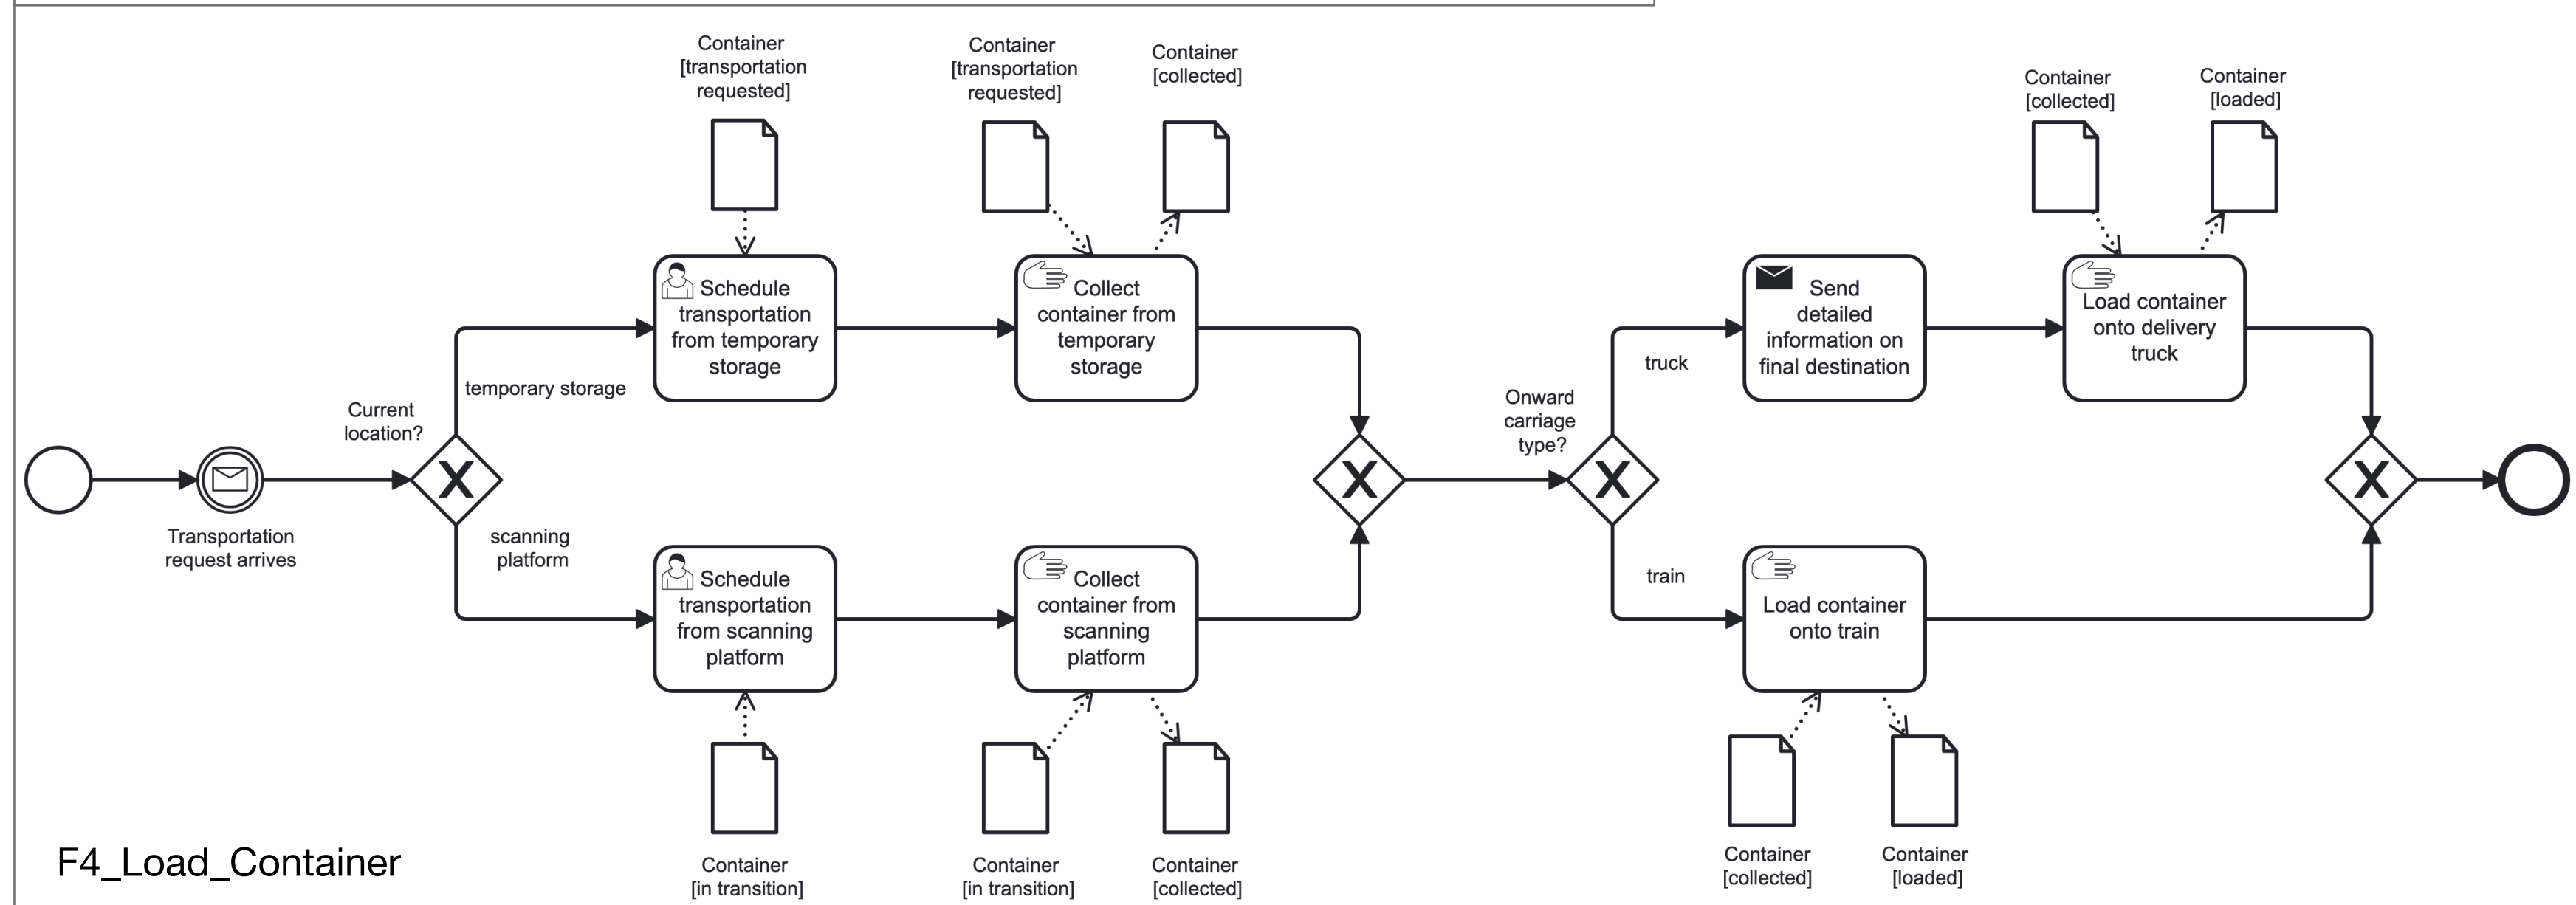 Container
[transportation
requested]
Container
[transportation
requested]
Container
[collected]
Container
[collected]
Container
[loaded]
Schedule
transportation
from temporary
storage
Collect
container from
temporary
storage
Send
detailed
information on
final destination
Load container
onto delivery
truck
truck
temporary storage
Current
location?
Onward
carriage
type?
X
X
X
X
Transportation
request arrives
scanning
platform
Schedule
transportation
from scanning
platform
Collect
container from
scanning
platform
train
Load container
onto train
F4_Load_Container
Container
[in transition]
Container
[in transition]
Container
[collected]
Container
[collected]
Container
[loaded]